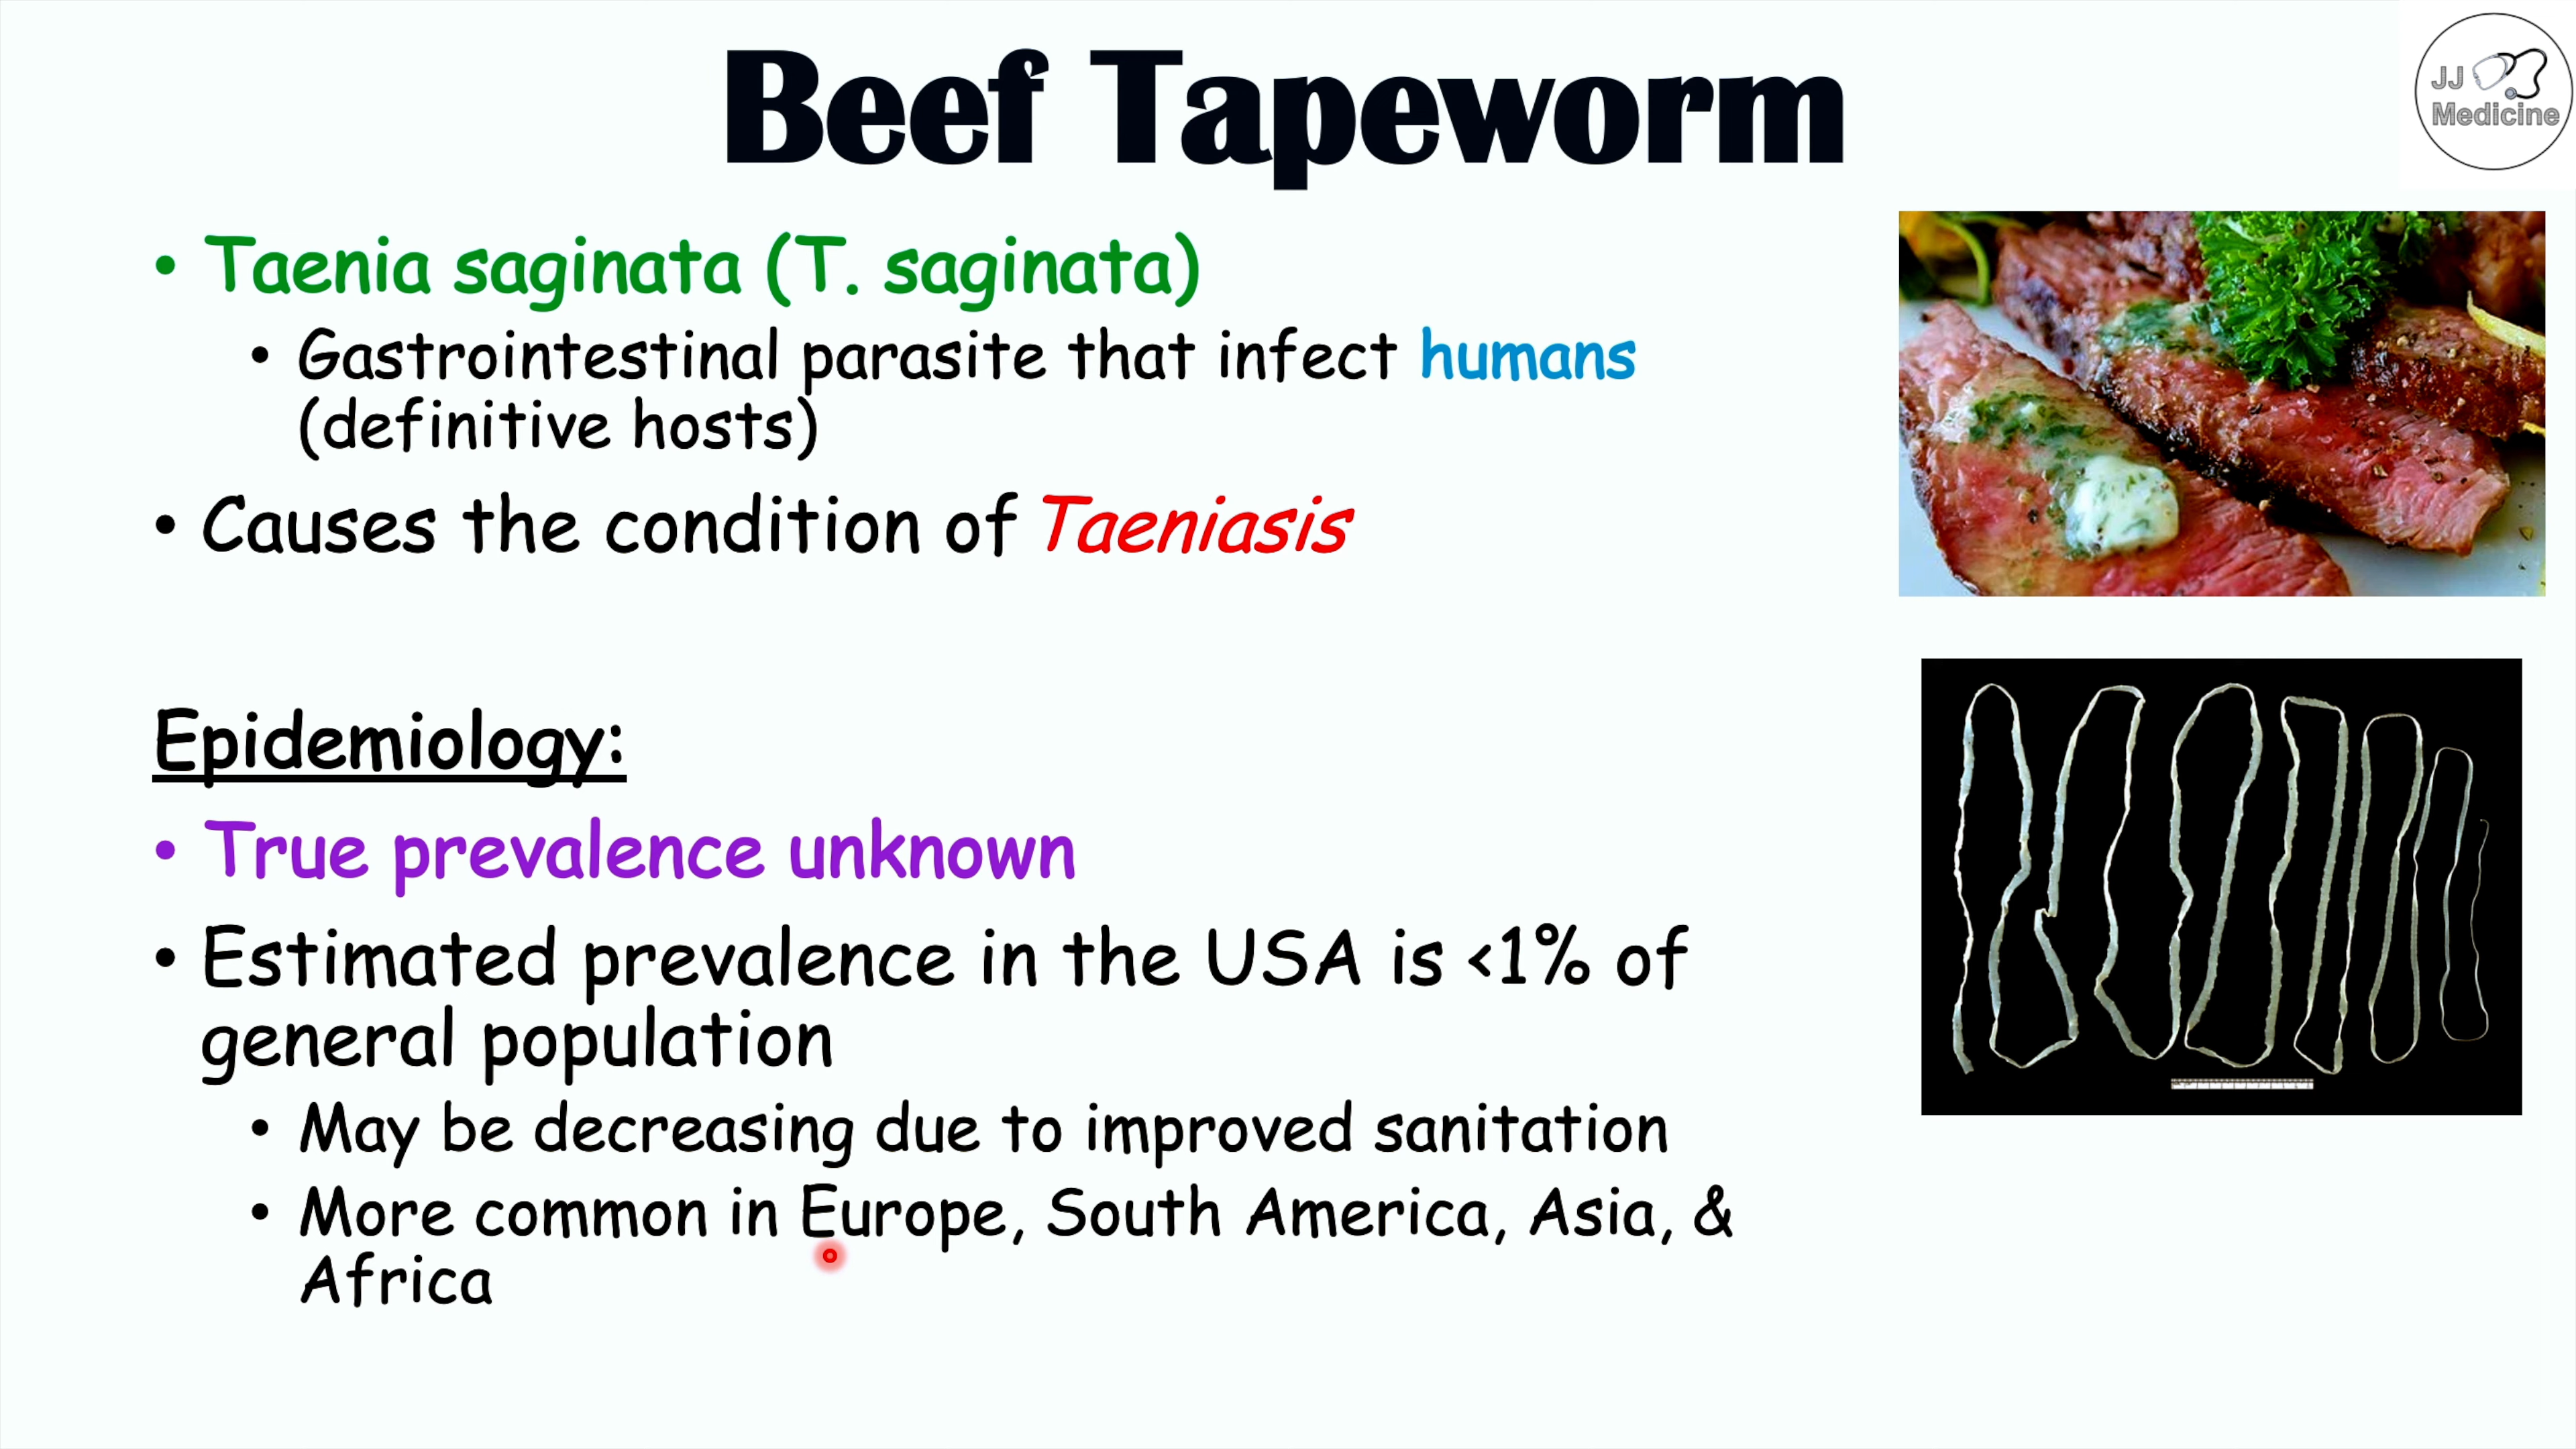 Beef Tapeworm
JJ
Medicine
• Taenia saginata (T. saginata)
• Gastrointestinal parasite that infect humans
(definitive hosts)
• Causes the condition of Taeniasis
Epidemiology:
• True prevalence unknown
• Estimated prevalence in the USA is <1% of
general population
• May be decreasing due to improved sanitation
• More common in Europe, South America, Asia, &
Africa